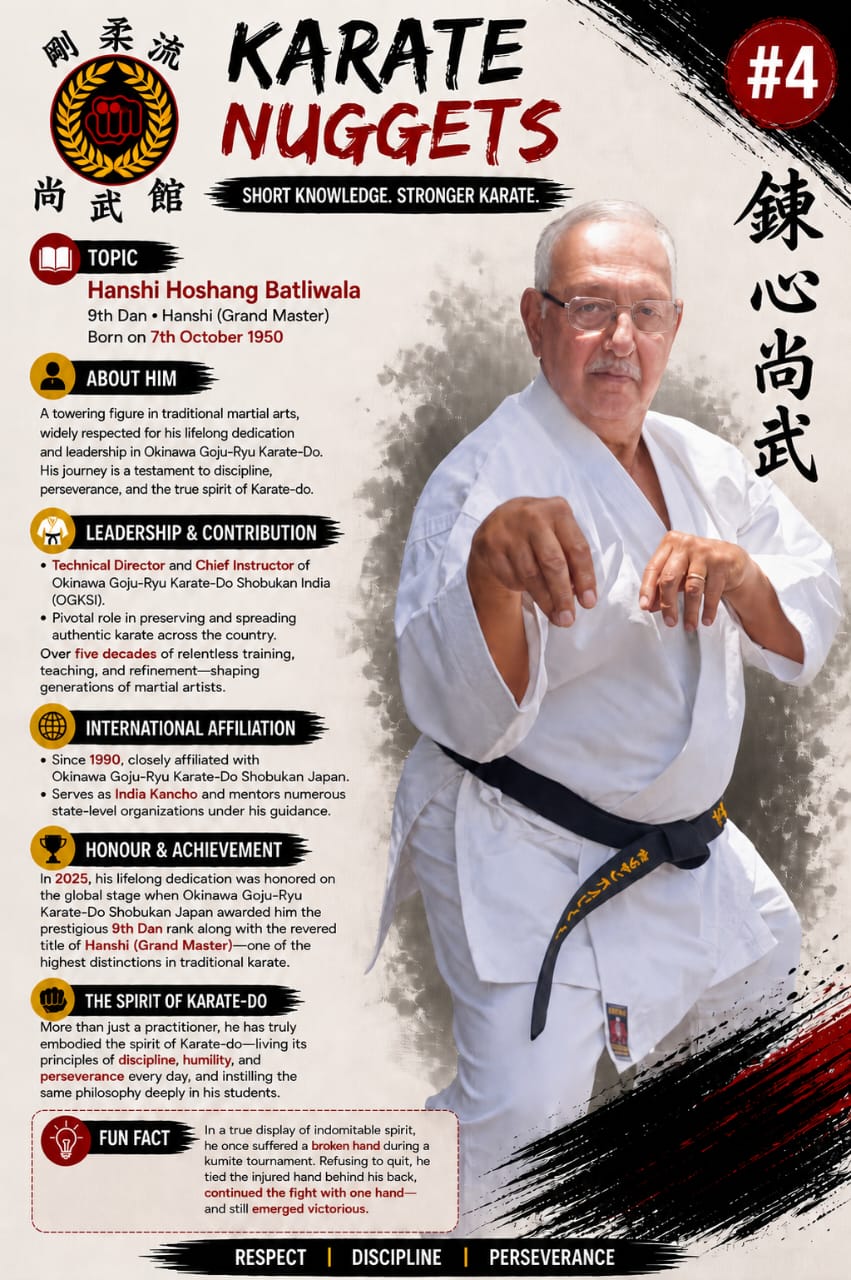 剛柔流
尚武館
KARATE
NUGGETS
SHORT KNOWLEDGE. STRONGER KARATE.
#4
鍊心尚武
TOPIC
Hanshi Hoshang Batliwala
9th Dan • Hanshi (Grand Master)
Born on 7th October 1950
ABOUT HIM
A towering figure in traditional martial arts,
widely respected for his lifelong dedication
and leadership in Okinawa Goju-Ryu Karate-Do.
His journey is a testament to discipline,
perseverance, and the true spirit of Karate-do.
LEADERSHIP & CONTRIBUTION
• Technical Director and Chief Instructor of
Okinawa Goju-Ryu Karate-Do Shobukan India
(OGKSI).
• Pivotal role in preserving and spreading
authentic karate across the country.
Over five decades of relentless training,
teaching, and refinement—shaping
generations of martial artists.
INTERNATIONAL AFFILIATION
• Since 1990, closely affiliated with
Okinawa Goju-Ryu Karate-Do Shobukan Japan.
• Serves as India Kancho and mentors numerous
state-level organizations under his guidance.
HONOUR & ACHIEVEMENT
In 2025, his lifelong dedication was honored on
the global stage when Okinawa Goju-Ryu
Karate-Do Shobukan Japan awarded him the
prestigious 9th Dan rank along with the revered
title of Hanshi (Grand Master)—one of the
highest distinctions in traditional karate.
THE SPIRIT OF KARATE-DO
More than just a practitioner, he has truly
embodied the spirit of Karate-do—living its
principles of discipline, humility, and
perseverance every day, and instilling the
same philosophy deeply in his students.
FUN FACT
In a true display of indomitable spirit,
he once suffered a broken hand during a
kumite tournament. Refusing to quit, he
tied the injured hand behind his back,
continued the fight with one hand—
and still emerged victorious.
RESPECT | DISCIPLINE | PERSEVERANCE